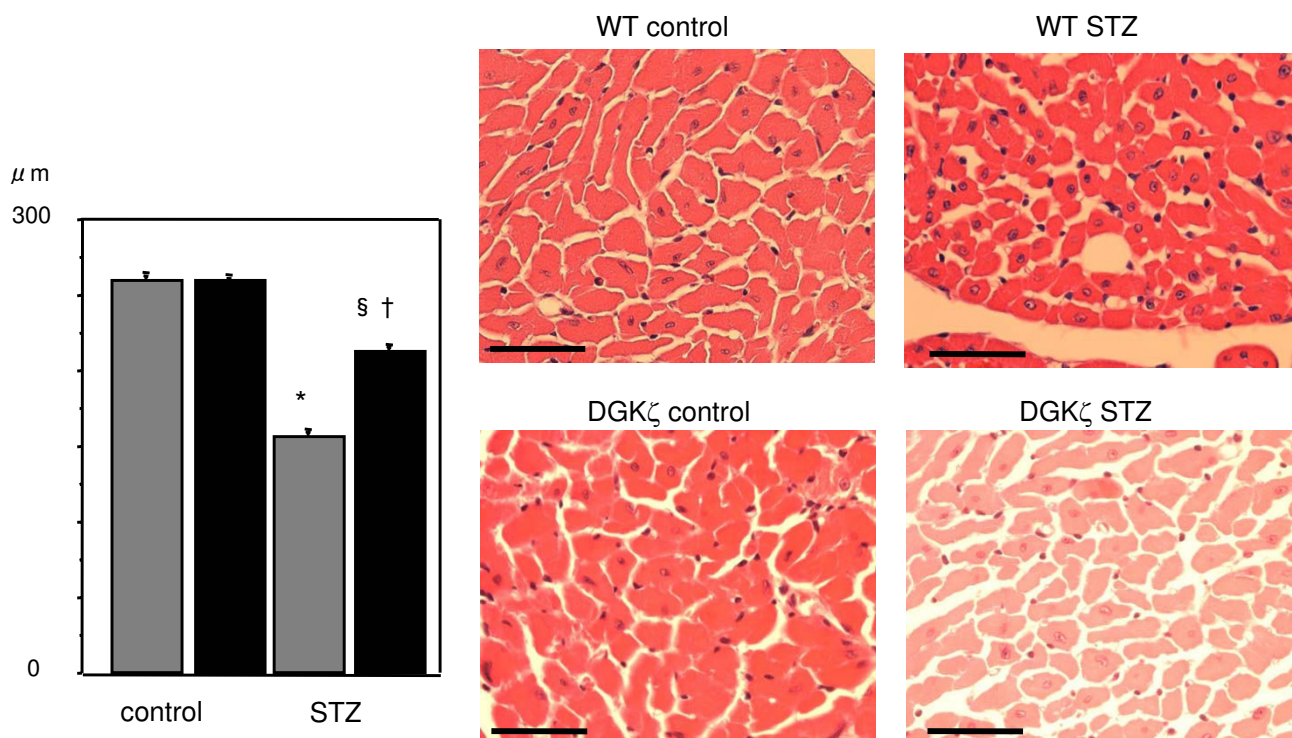 WT control
WT STZ
μ m
300
§ †
*
DGKζ control
DGKζ STZ
0
control
STZ